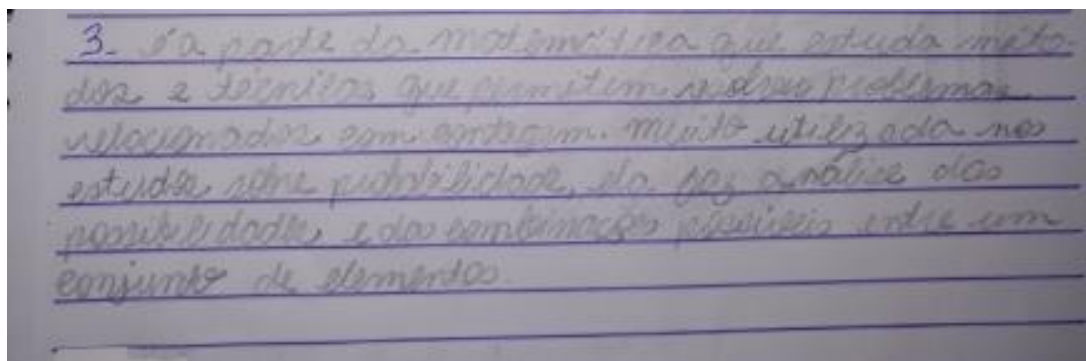 3- é a parte da matemática que estuda méto
dos e técnicas que permitem resolver problemas
relacionados com contagem. Muito utilizada nos
estudos sobre probabilidade, ela faz análise das
possibilidades e das combinações possíveis entre um
conjunto de elementos.